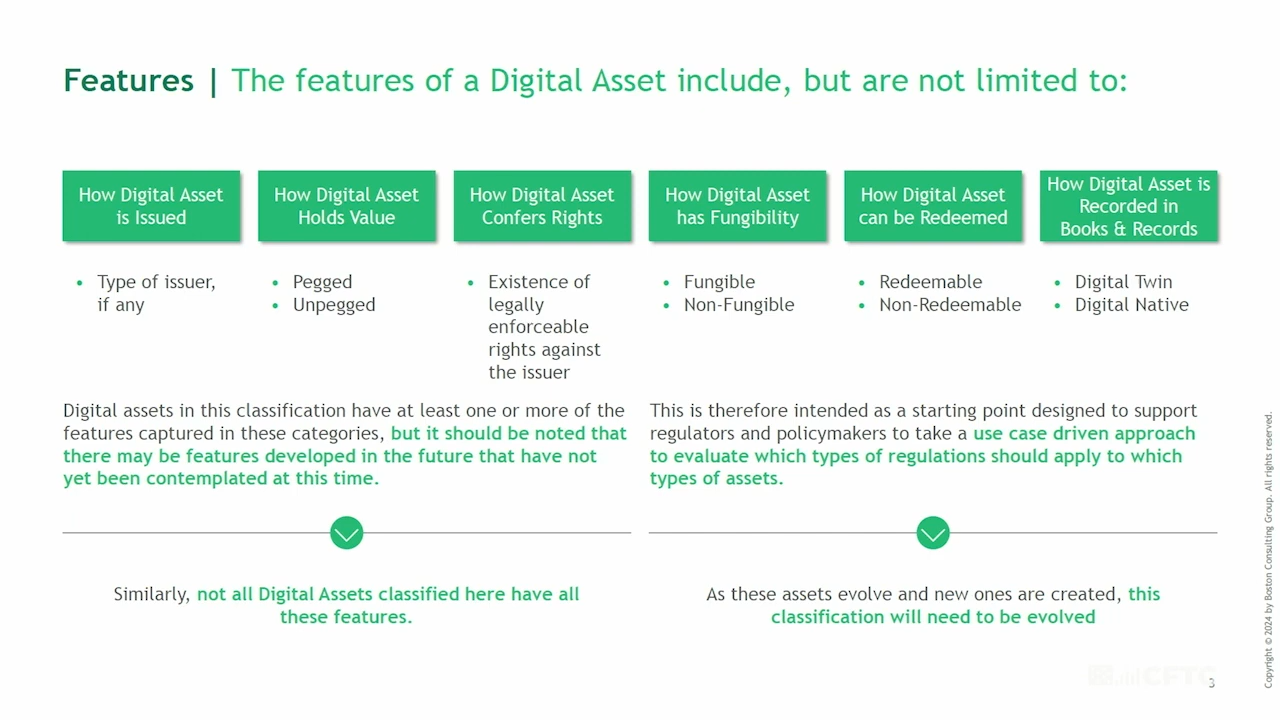 Features | The features of a Digital Asset include, but are not limited to:
How Digital Asset
is Issued
How Digital Asset
Holds Value
How Digital Asset
Confers Rights
How Digital Asset
has Fungibility
How Digital Asset
can be Redeemed
How Digital Asset is
Recorded in
Books & Records
• Type of issuer,
if any
• Pegged
• Unpegged
• Existence of
legally
enforceable
rights against
the issuer
• Fungible
• Non-Fungible
• Redeemable
• Non-Redeemable
• Digital Twin
• Digital Native
Digital assets in this classification have at least one or more of the
features captured in these categories, but it should be noted that
there may be features developed in the future that have not
yet been contemplated at this time.
This is therefore intended as a starting point designed to support
regulators and policymakers to take a use case driven approach
to evaluate which types of regulations should apply to which
types of assets.
Similarly, not all Digital Assets classified here have all
these features.
As these assets evolve and new ones are created, this
classification will need to be evolved
CFTC
3
Copyright © 2024 by Boston Consulting Group. All rights reserved.